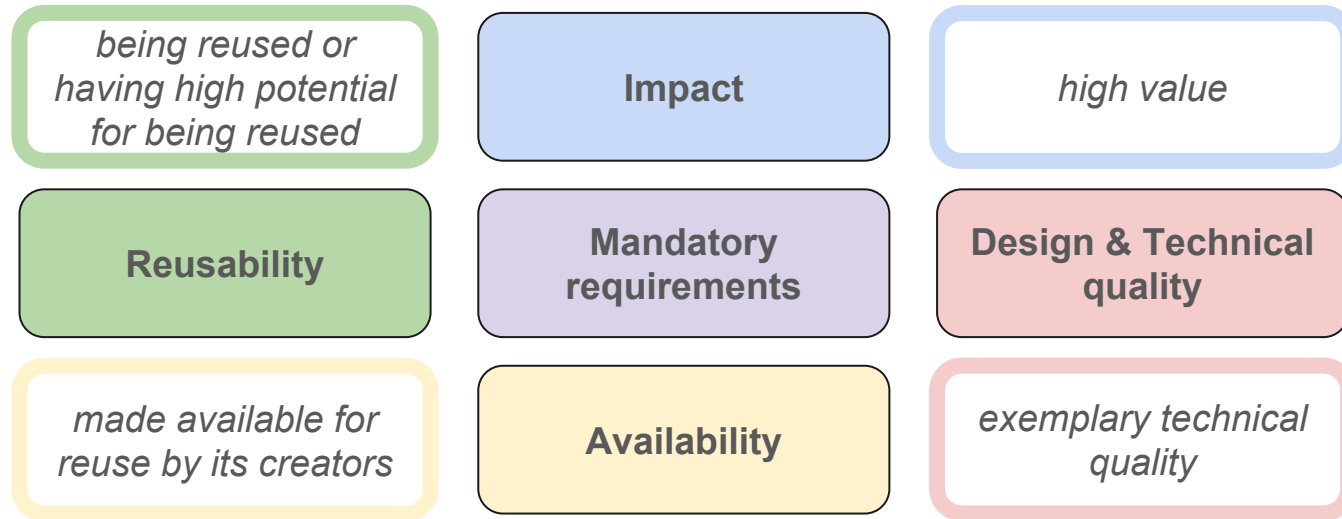 being reused or
having high potential
for being reused
Impact
high value
Reusability
Mandatory
requirements
Design & Technical
quality
made available for
reuse by its creators
Availability
exemplary technical
quality